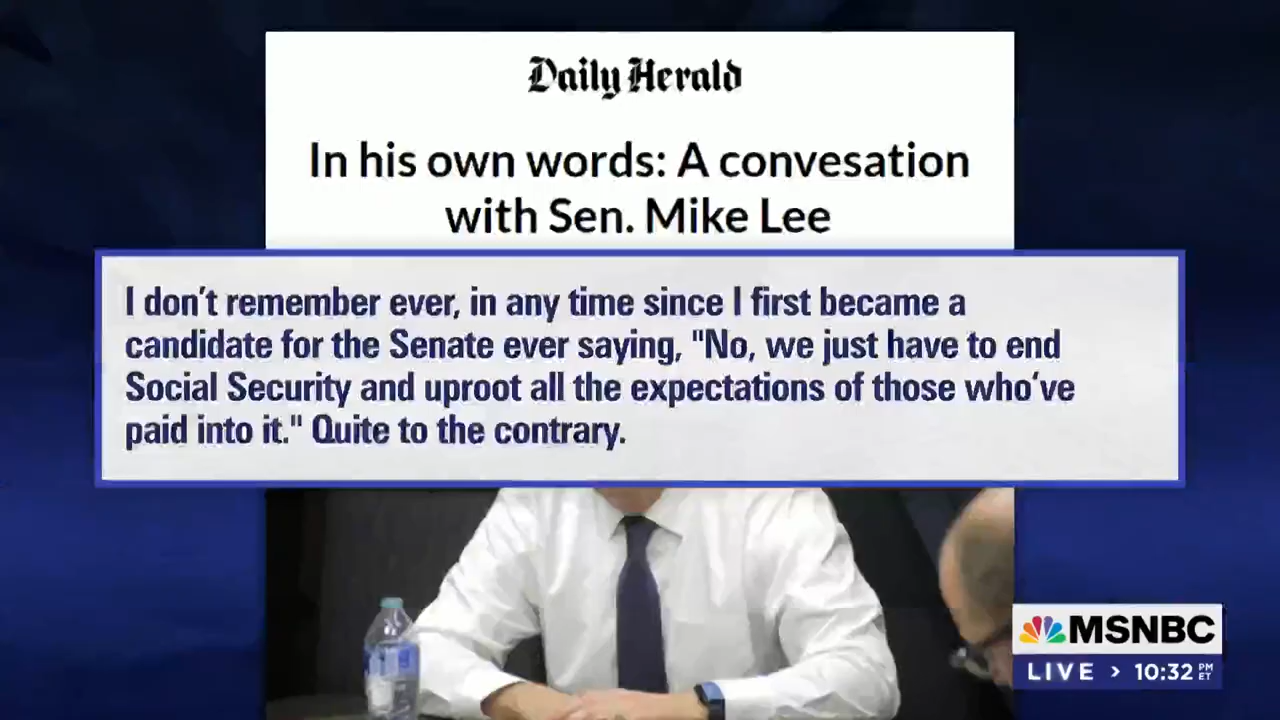 Daily Herald
In his own words: A convesation
with Sen. Mike Lee
I don't remember ever, in any time since I first became a
candidate for the Senate ever saying, "No, we just have to end
Social Security and uproot all the expectations of those who've
paid into it." Quite to the contrary.
MSNBC
LIVE > 10:32 PM ET